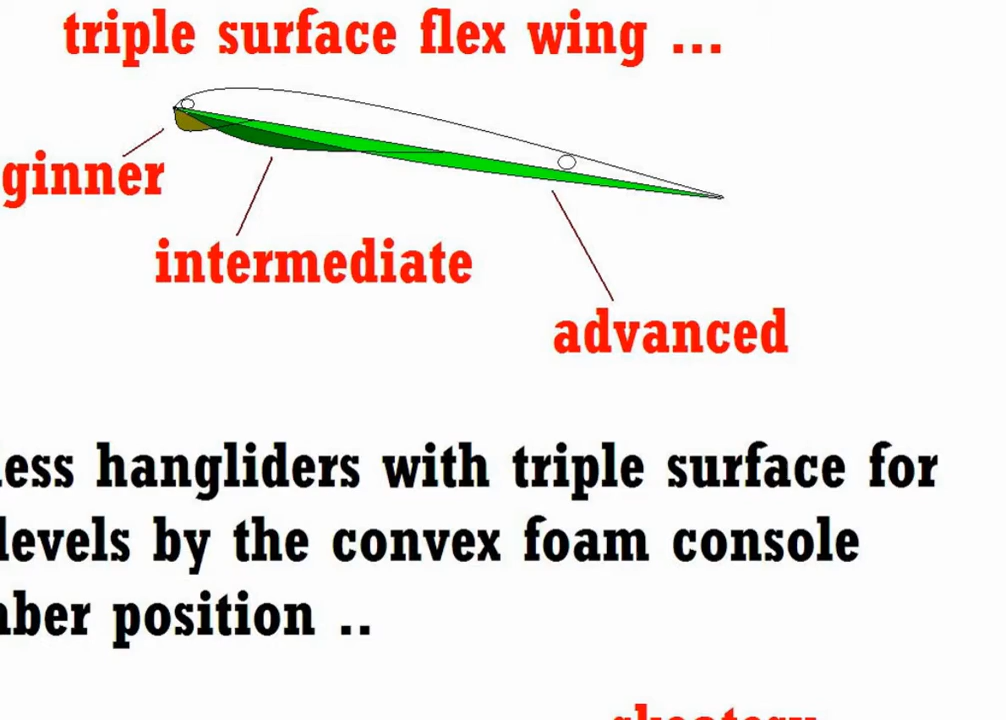 triple surface flex wing ...
ginner
intermediate
advanced
less hangliders with triple surface for
levels by the convex foam console
position ..